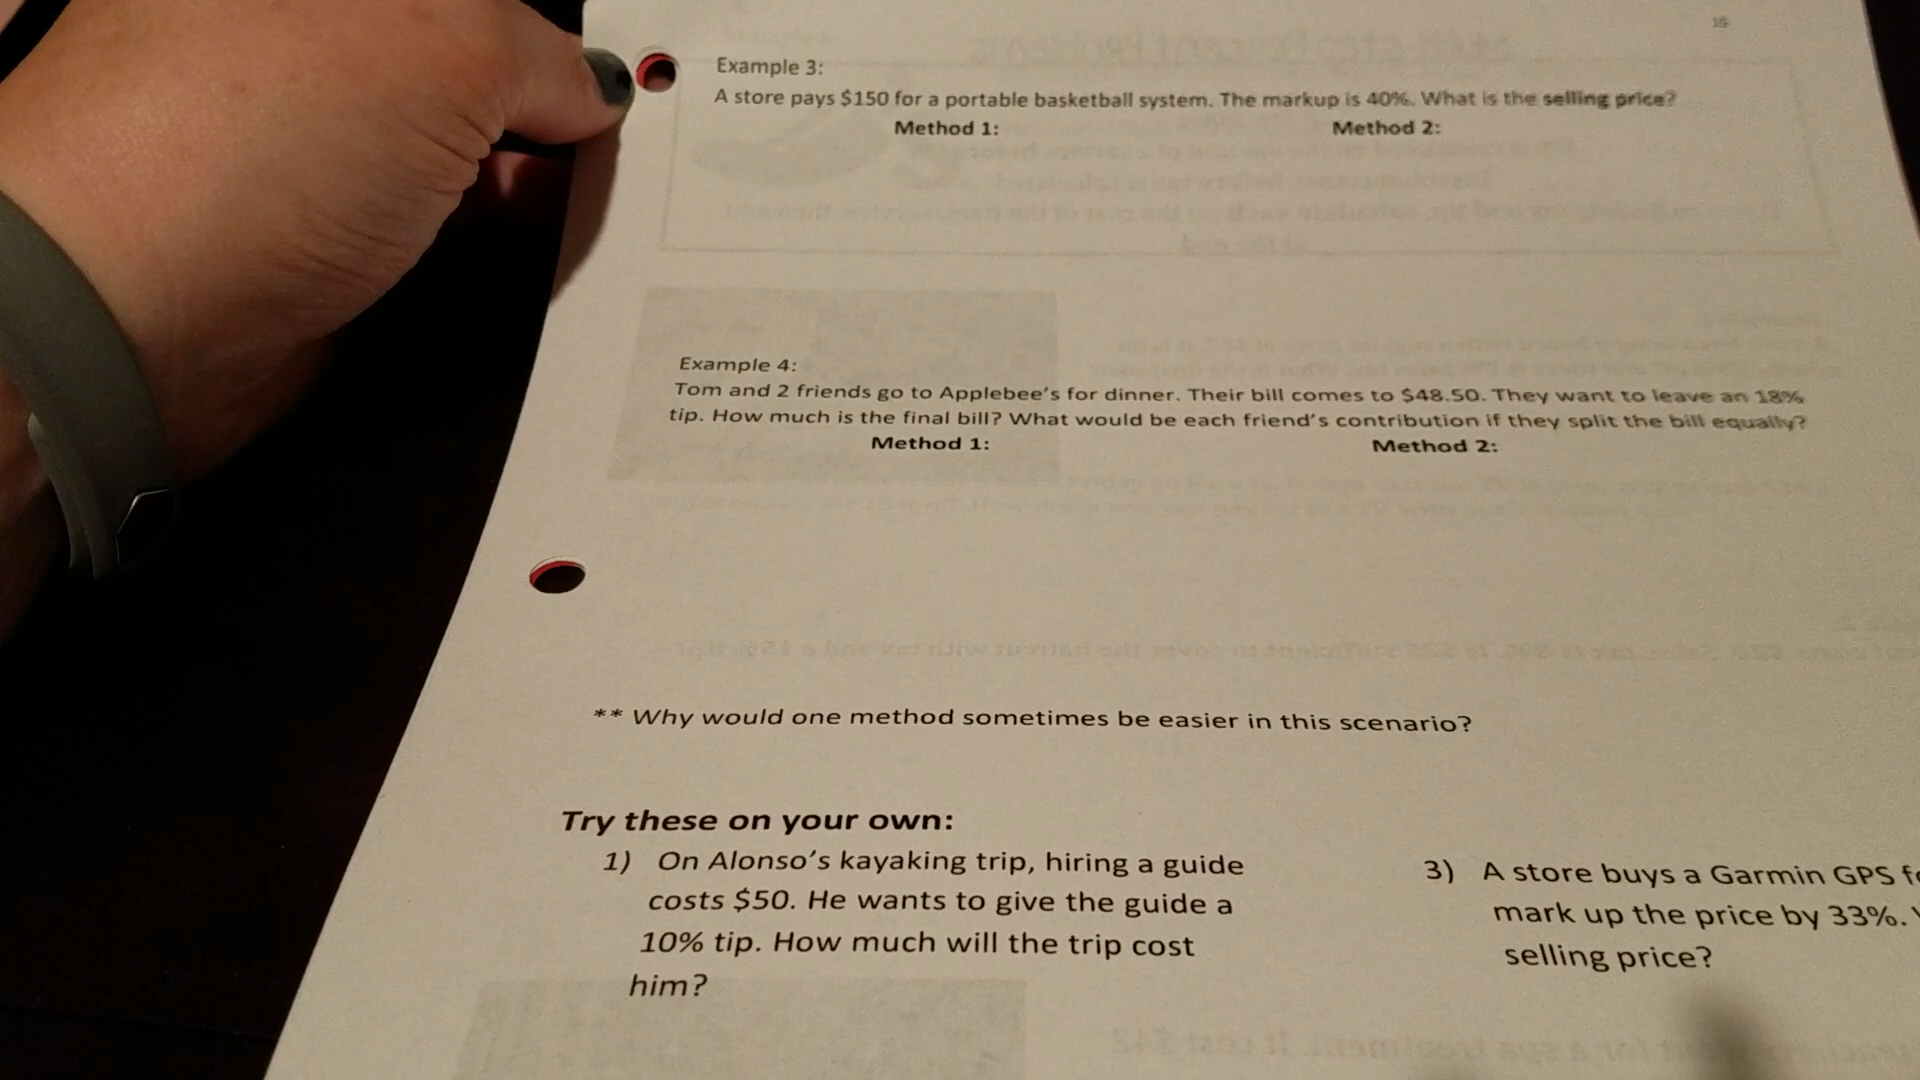 15
Example 3:
A store pays $150 for a portable basketball system. The markup is 40%. What is the selling price?
Method 1: Method 2:
Example 4:
Tom and 2 friends go to Applebee's for dinner. Their bill comes to $48.50. They want to leave an 18%
tip. How much is the final bill? What would be each friend's contribution if they split the bill equally?
Method 1: Method 2:
** Why would one method sometimes be easier in this scenario?
Try these on your own:
1) On Alonso's kayaking trip, hiring a guide
costs $50. He wants to give the guide a
10% tip. How much will the trip cost
him?
3) A store buys a Garmin GPS
mark up the price by 33%.
selling price?